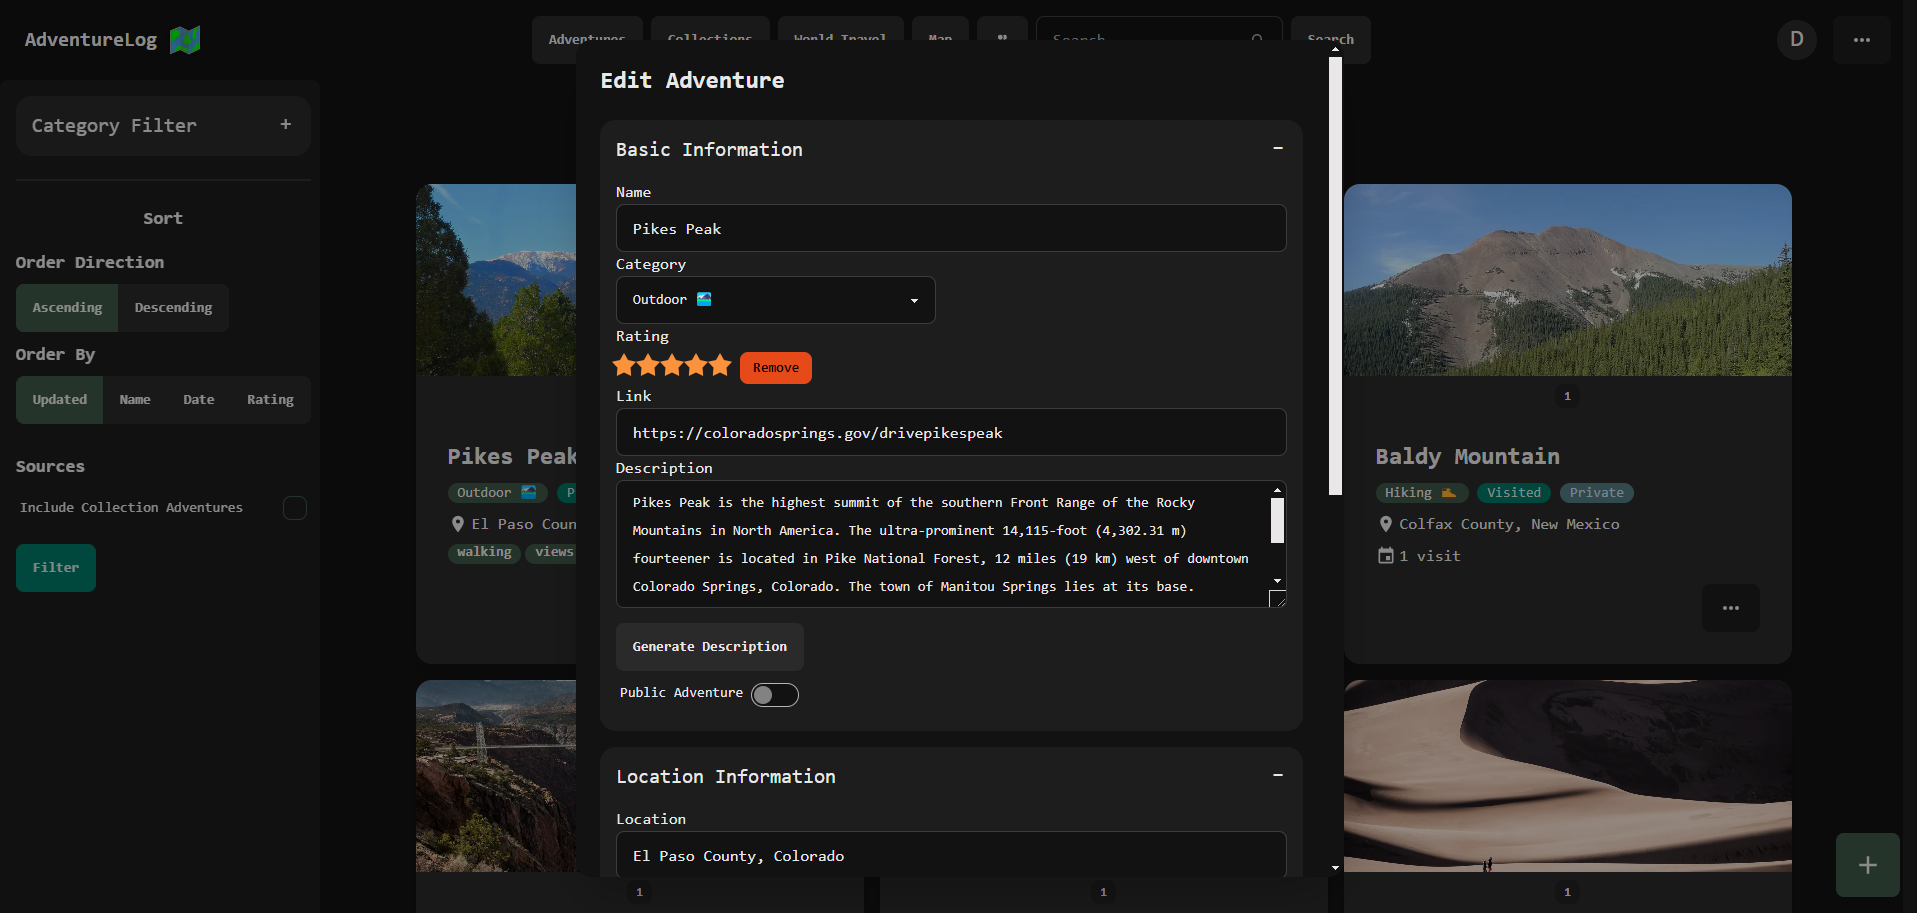 AdventureLog
Adventures
Collections
World Travel
Map
Search
Search
D
Category Filter
+
Sort
Order Direction
Ascending
Descending
Order By
Updated
Name
Date
Rating
Sources
Include Collection Adventures
Filter
Edit Adventure
Basic Information
Name
Pikes Peak
Category
Outdoor
Rating
Remove
Link
https://coloradosprings.gov/drivepikespeak
Description
Pikes Peak is the highest summit of the southern Front Range of the Rocky
Mountains in North America. The ultra-prominent 14,115-foot (4,302.31 m)
fourteener is located in Pike National Forest, 12 miles (19 km) west of downtown
Colorado Springs, Colorado. The town of Manitou Springs lies at its base.
Generate Description
Public Adventure
Location Information
Location
El Paso County, Colorado
Pikes Peak
Outdoor
P
El Paso Coun
walking
views
1
Baldy Mountain
Hiking
Visited
Private
Colfax County, New Mexico
1 visit
1
1
1